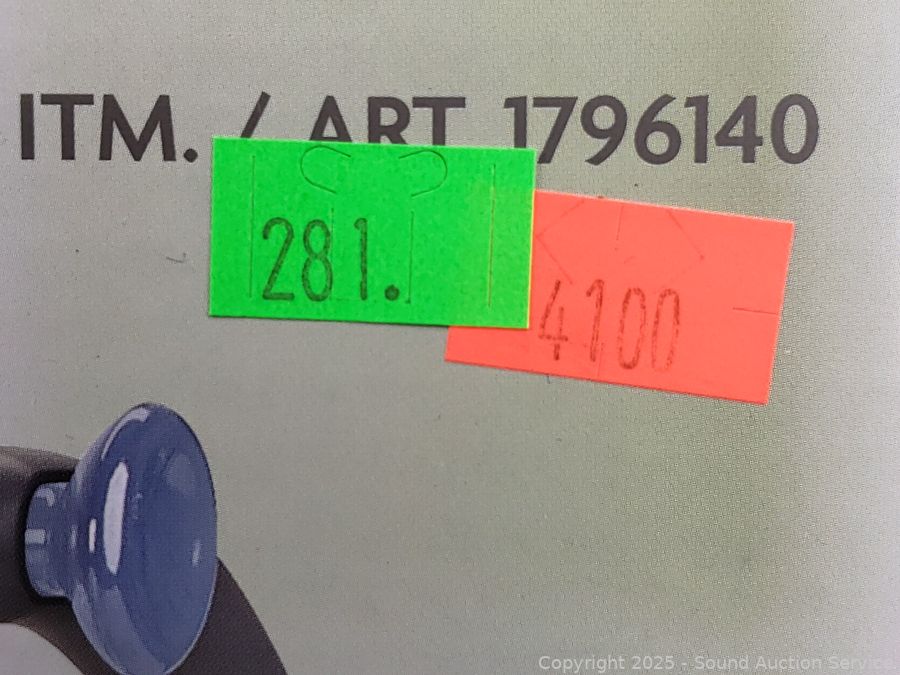 ITM. / ART. 1796140
281.
4100
Copyright 2025 - Sound Auction Service